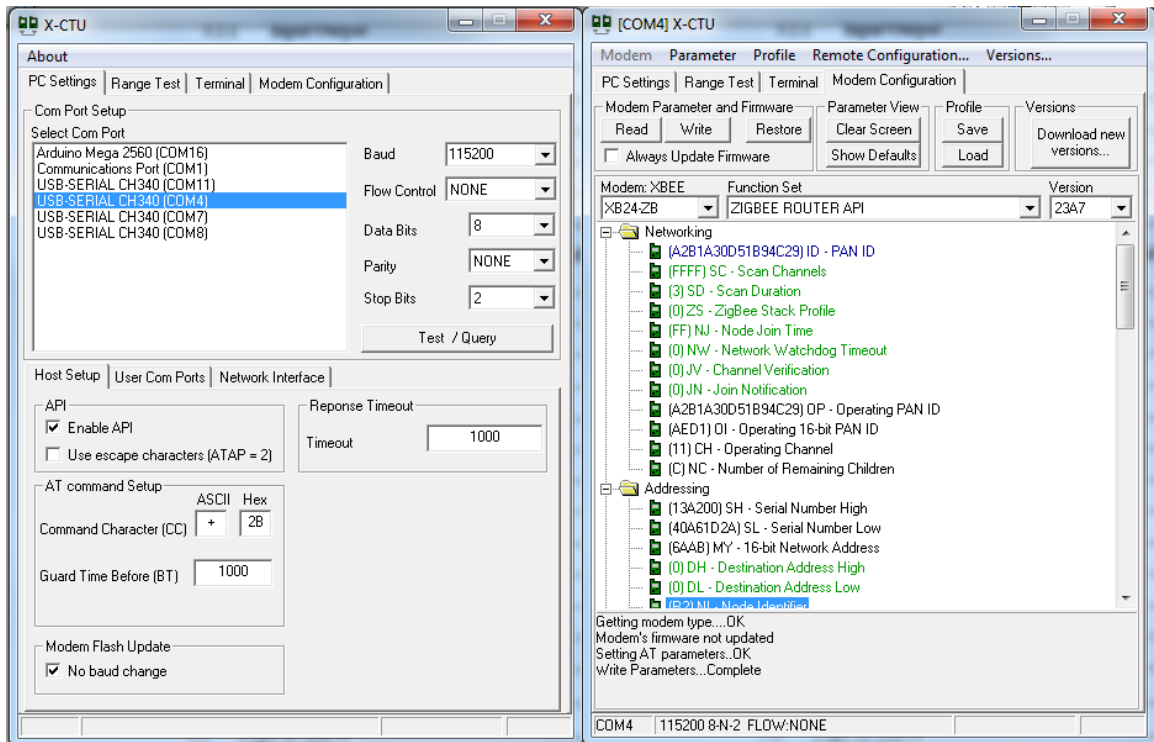 X-CTU
About
PC Settings Range Test Terminal Modem Configuration
Com Port Setup
Select Com Port
Arduino Mega 2560 (COM16)
Communications Port (COM1)
USB-SERIAL CH340 (COM11)
USB-SERIAL CH340 (COM4)
USB-SERIAL CH340 (COM7)
USB-SERIAL CH340 (COM8)
Baud 115200
Flow Control NONE
Data Bits 8
Parity NONE
Stop Bits 2
Test / Query
Host Setup User Com Ports Network Interface
API
Enable API
Use escape characters (ATAP = 2)
Reponse Timeout
Timeout 1000
AT command Setup
ASCII Hex
Command Character (CC) + 2B
Guard Time Before (BT) 1000
Modem Flash Update
No baud change
[COM4] X-CTU
Modem Parameter Profile Remote Configuration... Versions...
PC Settings Range Test Terminal Modem Configuration
Modem Parameter and Firmware Parameter View Profile Versions
Read Write Restore Clear Screen Save Download new
versions...
Always Update Firmware Show Defaults Load
Modem: XBEE Function Set Version
XB24-ZB ZIGBEE ROUTER API 23A7
Networking
(A2B1A30D51B94C29) ID - PAN ID
(FFFF) SC - Scan Channels
(3) SD - Scan Duration
(0) ZS - ZigBee Stack Profile
(FF) NJ - Node Join Time
(0) NW - Network Watchdog Timeout
(0) JV - Channel Verification
(0) JN - Join Notification
(A2B1A30D51B94C29) OP - Operating PAN ID
(AED1) OI - Operating 16-bit PAN ID
(11) CH - Operating Channel
(C) NC - Number of Remaining Children
Addressing
(13A200) SH - Serial Number High
(40A61D2A) SL - Serial Number Low
(6AAB) MY - 16-bit Network Address
(0) DH - Destination Address High
(0) DL - Destination Address Low
(R2) NI - Node Identifier
Getting modem type....OK
Modem's firmware not updated
Setting AT parameters..OK
Write Parameters...Complete
COM4 115200 8-N-2 FLOW:NONE